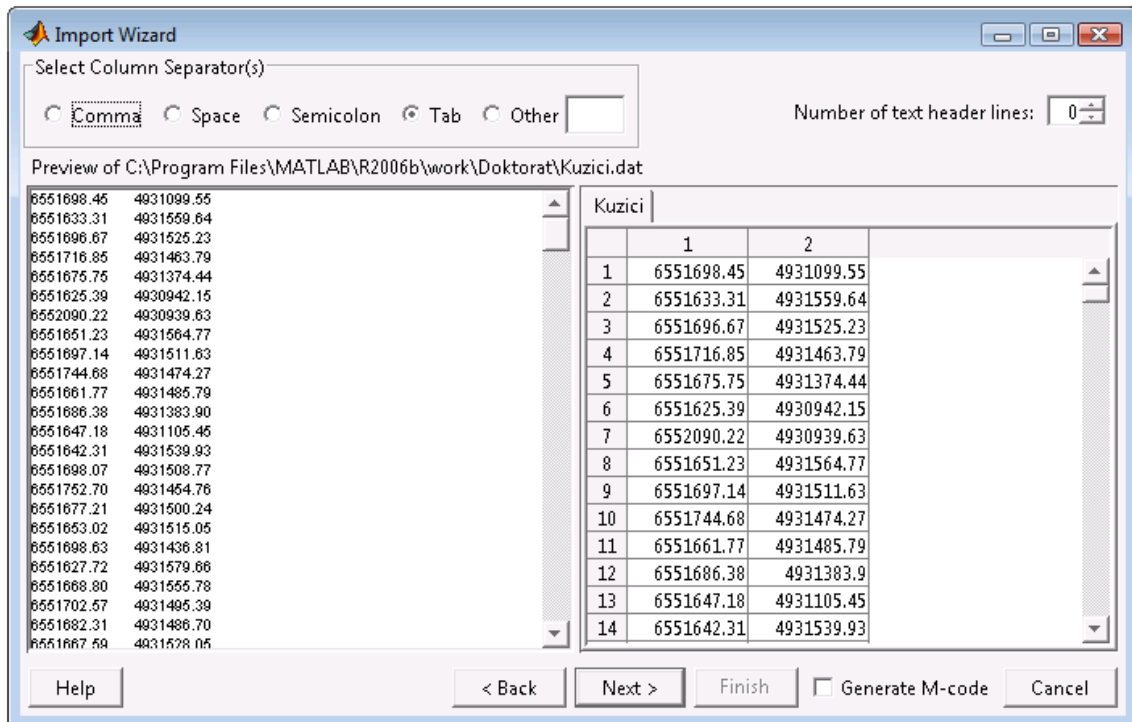 Import Wizard
Select Column Separator(s)
Comma Space Semicolon Tab Other
Number of text header lines: 0
Preview of C:\Program Files\MATLAB\R2006b\work\Doktorat\Kuzici.dat
6551698.45 4931099.55
6551633.31 4931559.64
6551696.67 4931525.23
6551716.85 4931463.79
6551675.75 4931374.44
6551625.39 4930942.15
6552090.22 4930939.63
6551651.23 4931564.77
6551697.14 4931511.63
6551744.68 4931474.27
6551661.77 4931485.79
6551686.38 4931383.90
6551647.18 4931105.45
6551642.31 4931539.93
6551698.07 4931508.77
6551752.70 4931454.76
6551677.21 4931500.24
6551653.02 4931515.05
6551698.63 4931436.81
6551627.72 4931579.66
6551668.80 4931555.78
6551702.57 4931495.39
6551682.31 4931486.70
6551667.59 4931528.05
Kuzici
1 2
1 6551698.45 4931099.55
2 6551633.31 4931559.64
3 6551696.67 4931525.23
4 6551716.85 4931463.79
5 6551675.75 4931374.44
6 6551625.39 4930942.15
7 6552090.22 4930939.63
8 6551651.23 4931564.77
9 6551697.14 4931511.63
10 6551744.68 4931474.27
11 6551661.77 4931485.79
12 6551686.38 4931383.9
13 6551647.18 4931105.45
14 6551642.31 4931539.93
Help < Back Next > Finish Generate M-code Cancel